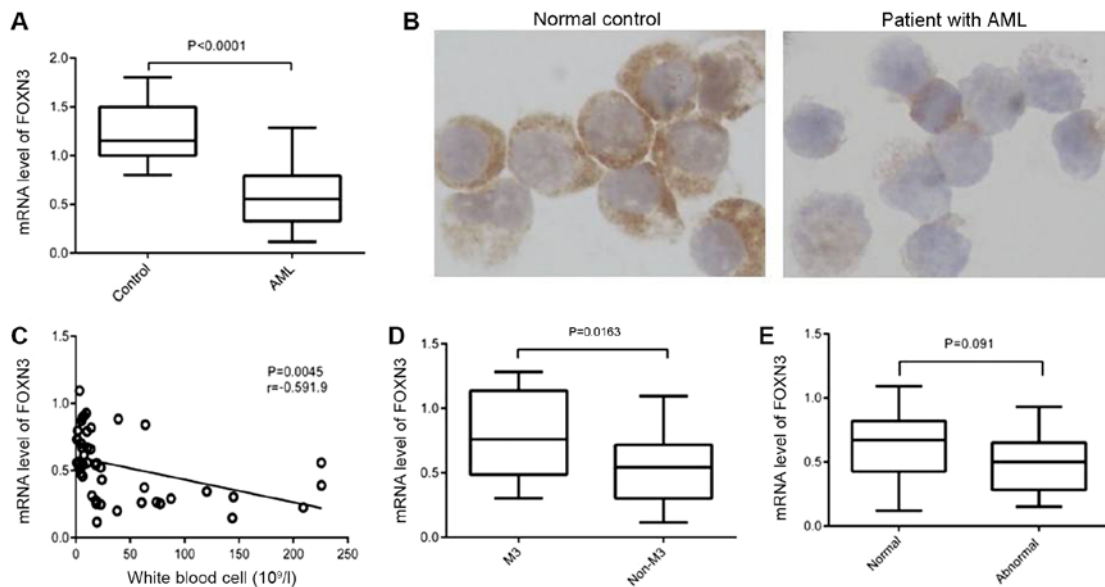 A
P<0.0001
mRNA level of FOXN3
2.0
1.5
1.0
0.5
0.0
Control
AML
B
Normal control
Patient with AML
C
P=0.0045
r=-0.591.9
mRNA level of FOXN3
1.5
1.0
0.5
0.0
0
50
100
150
200
250
White blood cell (10⁹/l)
D
P=0.0163
mRNA level of FOXN3
1.5
1.0
0.5
0.0
M3
Non-M3
E
P=0.091
mRNA level of FOXN3
1.5
1.0
0.5
0.0
Normal
Abnormal